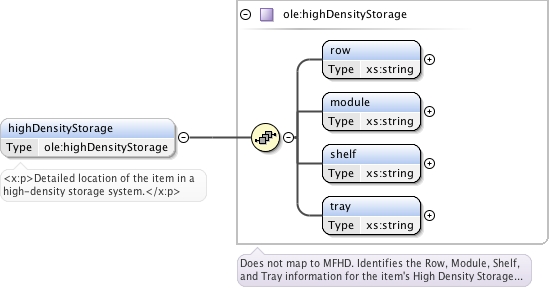 ole:highDensityStorage
row
Type xs:string
module
Type xs:string
highDensityStorage
Type ole:highDensityStorage
shelf
Type xs:string
<x:p>Detailed location of the item in a
high-density storage system.</x:p>
tray
Type xs:string
Does not map to MFHD. Identifies the Row, Module, Shelf,
and Tray information for the item's High Density Storage...